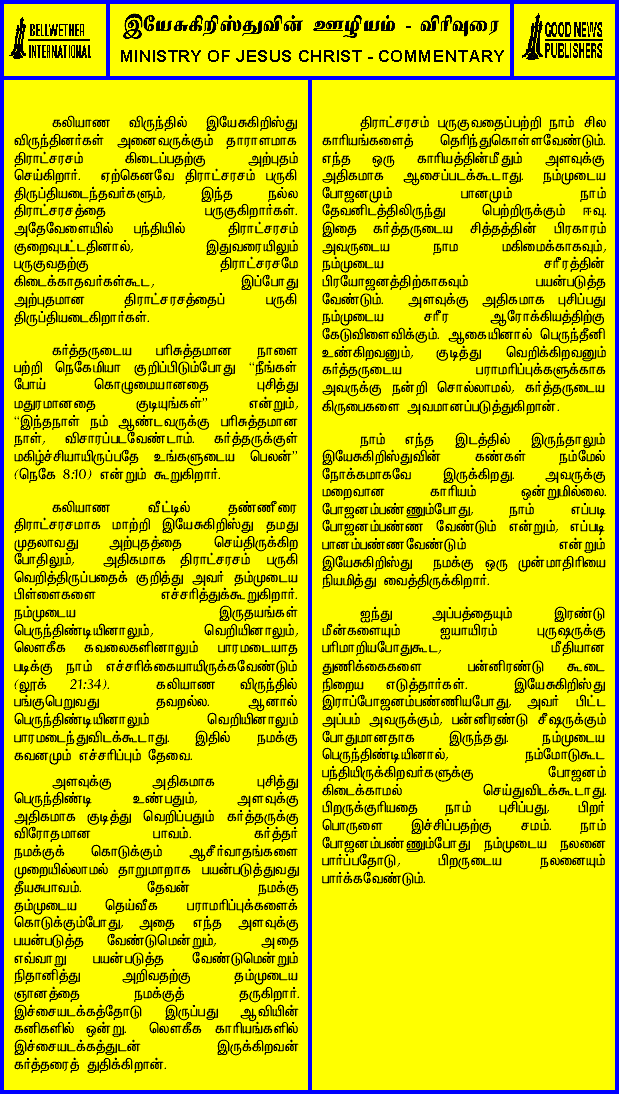 BELLWETHER
INTERNATIONAL
இயேசுகிறிஸ்துவின் ஊழியம் - விரிவுரை
MINISTRY OF JESUS CHRIST - COMMENTARY
GOOD NEWS
PUBLISHERS
கலியாண விருந்தில் இயேசுகிறிஸ்து
விருந்தினர்கள் அனைவருக்கும் தாராளமாக
திராட்சரசம் கிடைப்பதற்கு அற்புதம்
செய்கிறார். ஏற்கெனவே திராட்சரசம் பருகி
திருப்தியடைந்தவர்களும், இந்த நல்ல
திராட்சரசத்தை பருகுகிறார்கள்.
அதேவேளையில் பந்தியில் திராட்சரசம்
குறைவுபட்டதினால், இதுவரையிலும்
பருகுவதற்கு திராட்சரசமே
கிடைக்காதவர்கள்கூட, இப்போது
அற்புதமான திராட்சரசத்தைப் பருகி
திருப்தியடைகிறார்கள்.
கர்த்தருடைய பரிசுத்தமான நாளை
பற்றி நெகேமியா குறிப்பிடும்போது “நீங்கள்
போய் கொழுமையானதை புசித்து
மதுரமானதை குடியுங்கள்” என்றும்,
“இந்தநாள் நம் ஆண்டவருக்கு பரிசுத்தமான
நாள், விசாரப்படவேண்டாம். கர்த்தருக்குள்
மகிழ்ச்சியாயிருப்பதே உங்களுடைய பெலன்”
(நெகே 8:10) என்றும் கூறுகிறார்.
கலியாண வீட்டில் தண்ணீரை
திராட்சரசமாக மாற்றி இயேசுகிறிஸ்து தமது
முதலாவது அற்புதத்தை செய்திருக்கிற
போதிலும், அதிகமாக திராட்சரசம் பருகி
வெறித்திருப்பதைக் குறித்து அவர் தம்முடைய
பிள்ளைகளை எச்சரித்துக்கூறுகிறார்.
நம்முடைய இருதயங்கள்
பெருந்திண்டியினாலும், வெறியினாலும்,
லௌகீக கவலைகளினாலும் பாரமடையாத
படிக்கு நாம் எச்சரிக்கையாயிருக்கவேண்டும்
(லூக் 21:34). கலியாண விருந்தில்
பங்குபெறுவது தவறல்ல. ஆனால்
பெருந்திண்டியினாலும் வெறியினாலும்
பாரமடைந்துவிடக்கூடாது. இதில் நமக்கு
கவனமும் எச்சரிப்பும் தேவை.
அளவுக்கு அதிகமாக புசித்து
பெருந்திண்டி உண்பதும், அளவுக்கு
அதிகமாக குடித்து வெறிப்பதும் கர்த்தருக்கு
விரோதமான பாவம். கர்த்தர்
நமக்குக் கொடுக்கும் ஆசீர்வாதங்களை
முறையில்லாமல் தாறுமாறாக பயன்படுத்துவது
தீயசுபாவம். தேவன் நமக்கு
தம்முடைய தெய்வீக பராமரிப்புக்களைக்
கொடுக்கும்போது, அதை எந்த அளவுக்கு
பயன்படுத்த வேண்டுமென்றும், அதை
எவ்வாறு பயன்படுத்த வேண்டுமென்றும்
நிதானித்து அறிவதற்கு தம்முடைய
ஞானத்தை நமக்குத் தருகிறார்.
இச்சையடக்கத்தோடு இருப்பது ஆவியின்
கனிகளில் ஒன்று. லௌகீக காரியங்களில்
இச்சையடக்கத்துடன் இருக்கிறவன்
கர்த்தரைத் துதிக்கிறான்.
திராட்சரசம் பருகுவதைப்பற்றி நாம் சில
காரியங்களைத் தெரிந்துகொள்ளவேண்டும்.
எந்த ஒரு காரியத்தின்மீதும் அளவுக்கு
அதிகமாக ஆசைப்படக்கூடாது. நம்முடைய
போஜனமும் பானமும் நாம்
தேவனிடத்திலிருந்து பெற்றிருக்கும் ஈவு.
இதை கர்த்தருடைய சித்தத்தின் பிரகாரம்
அவருடைய நாம மகிமைக்காகவும்,
நம்முடைய சரீரத்தின்
பிரயோஜனத்திற்காகவும் பயன்படுத்த
வேண்டும். அளவுக்கு அதிகமாக புசிப்பது
நம்முடைய சரீர ஆரோக்கியத்திற்கு
கேடுவிளைவிக்கும். ஆகையினால் பெருந்தீனி
உண்கிறவனும், குடித்து வெறிக்கிறவனும்
கர்த்தருடைய பராமரிப்புக்களுக்காக
அவருக்கு நன்றி சொல்லாமல், கர்த்தருடைய
கிருபைகளை அவமானப்படுத்துகிறான்.
நாம் எந்த இடத்தில் இருந்தாலும்
இயேசுகிறிஸ்துவின் கண்கள் நம்மேல்
நோக்கமாகவே இருக்கிறது. அவருக்கு
மறைவான காரியம் ஒன்றுமில்லை.
போஜனம்பண்ணும்போது, நாம் எப்படி
போஜனம்பண்ண வேண்டும் என்றும், எப்படி
பானம்பண்ணவேண்டும் என்றும்
இயேசுகிறிஸ்து நமக்கு ஒரு முன்மாதிரியை
நியமித்து வைத்திருக்கிறார்.
ஐந்து அப்பத்தையும் இரண்டு
மீன்களையும் ஐயாயிரம் புருஷருக்கு
பரிமாறியபோதுகூட, மீதியான
துணிக்கைகளை பன்னிரண்டு கூடை
நிறைய எடுத்தார்கள். இயேசுகிறிஸ்து
இராப்போஜனம்பண்ணியபோது, அவர் பிட்ட
அப்பம் அவருக்கும், பன்னிரண்டு சீஷருக்கும்
போதுமானதாக இருந்தது. நம்முடைய
பெருந்திண்டியினால், நம்மோடுகூட
பந்தியிருக்கிறவர்களுக்கு போஜனம்
கிடைக்காமல் செய்துவிடக்கூடாது.
பிறருக்குரியதை நாம் புசிப்பது, பிறர்
பொருளை இச்சிப்பதற்கு சமம். நாம்
போஜனம்பண்ணும்போது நம்முடைய நலனை
பார்ப்பதோடு, பிறருடைய நலனையும்
பார்க்கவேண்டும்.